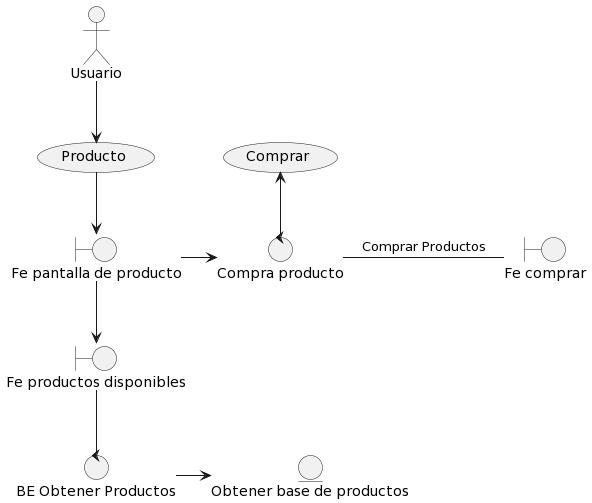 Usuario
Producto
Comprar
Comprar Productos
Fe pantalla de producto
Compra producto
Fe comprar
Fe productos disponibles
BE Obtener Productos
Obtener base de productos